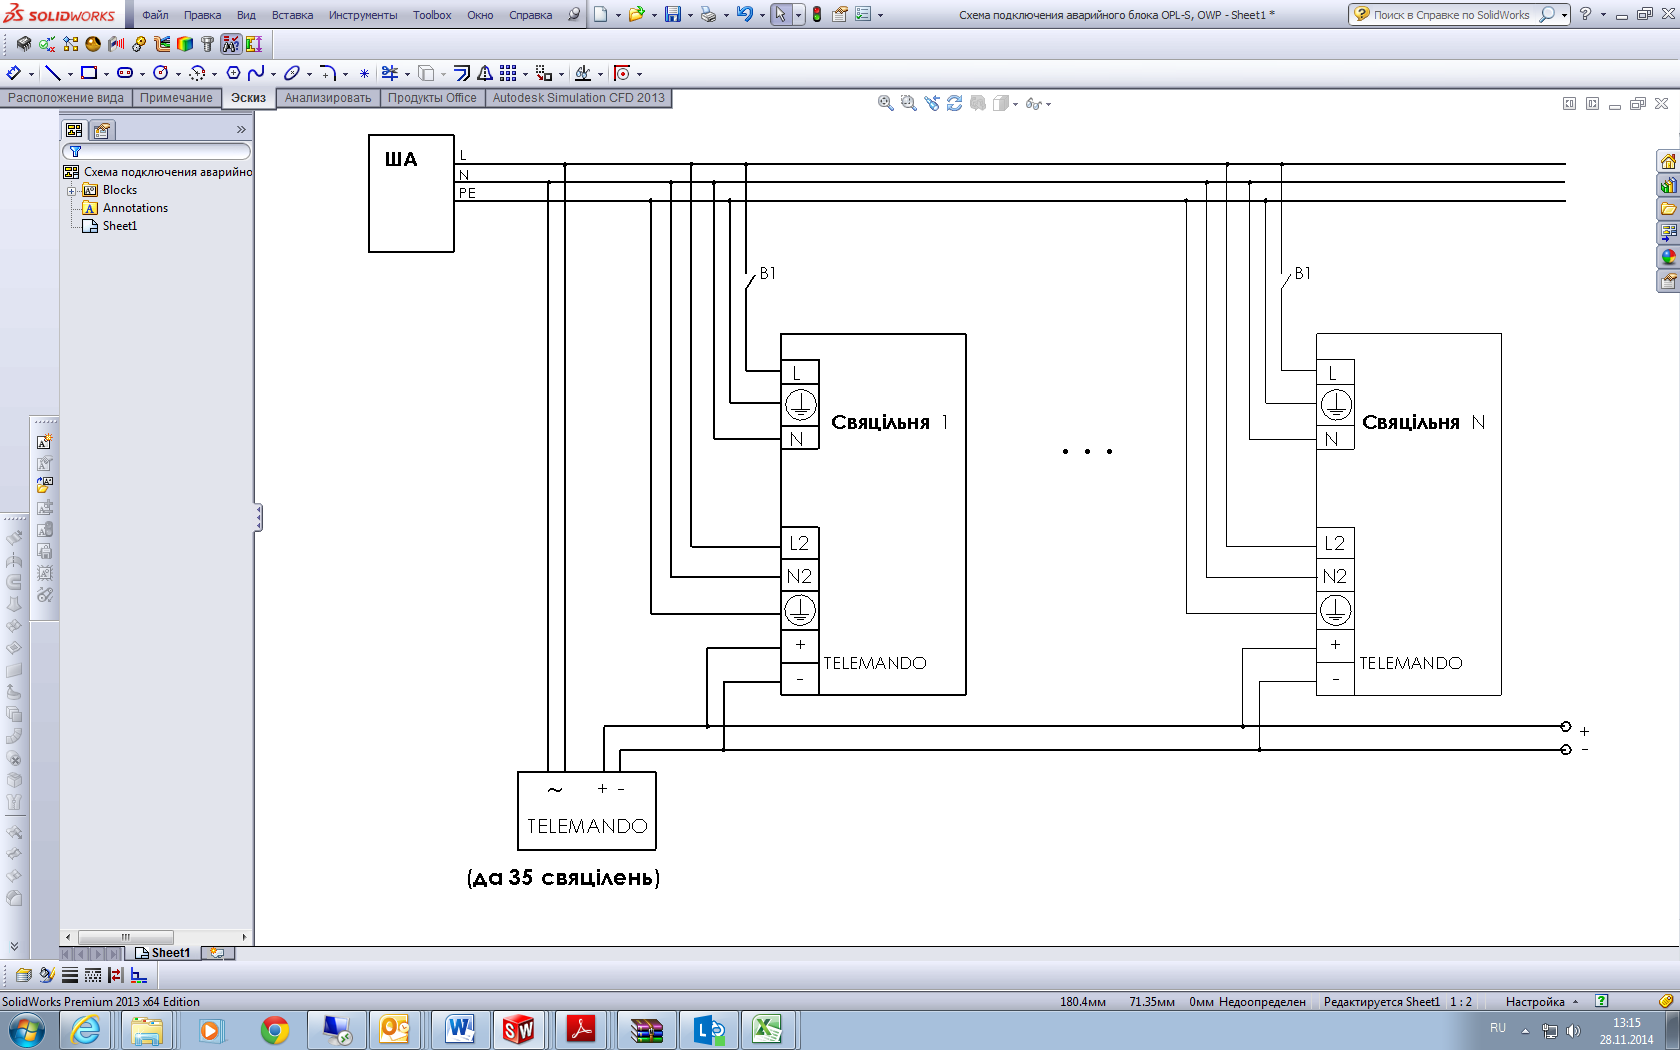 SOLIDWORKS
Файл Правка Вид Вставка Инструменты Toolbox Окно Справка
Схема подключения аварийного блока OPL-S, OWP - Sheet1 *
Поиск в Справке по SolidWorks
Расположение вида Примечание Эскиз Анализировать Продукты Office Autodesk Simulation CFD 2013
Схема подключения аварийно
Blocks
Annotations
Sheet1
ША
L
N
PE
B1
B1
L
N
Свяцільня 1
L2
N2
+
-
TELEMANDO
• • •
L
N
Свяцільня N
L2
N2
+
-
TELEMANDO
+
-
~ + -
TELEMANDO
(да 35 свяцілень)
Sheet1
SolidWorks Premium 2013 x64 Edition
180.4мм 71.35мм 0мм Недоопределен Редактируется Sheet1 1 : 2 Настройка
RU
13:15
28.11.2014